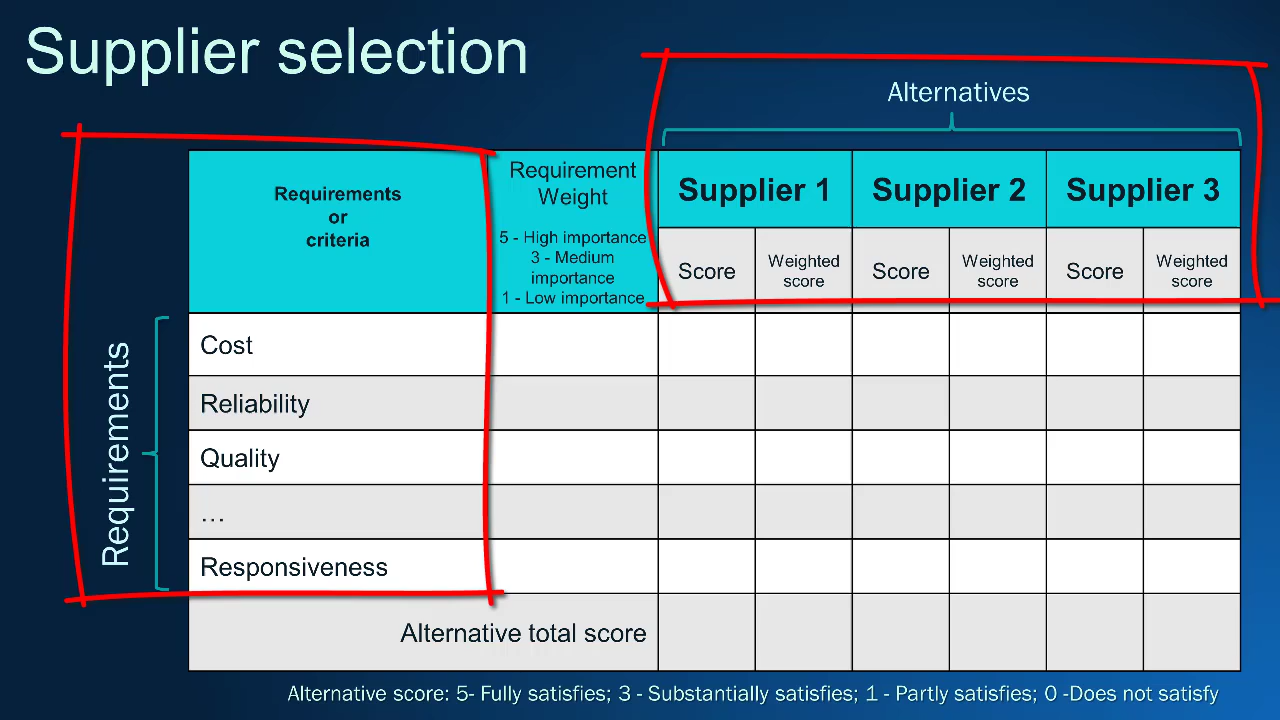 Supplier selection
Alternatives
Requirements
or
criteria
Requirement
Weight
5 - High importance
3 - Medium
importance
1 - Low importance
Supplier 1
Supplier 2
Supplier 3
Score
Weighted
score
Score
Weighted
score
Score
Weighted
score
Requirements
Cost
Reliability
Quality
...
Responsiveness
Alternative total score
Alternative score: 5- Fully satisfies; 3 - Substantially satisfies; 1 - Partly satisfies; 0 -Does not satisfy